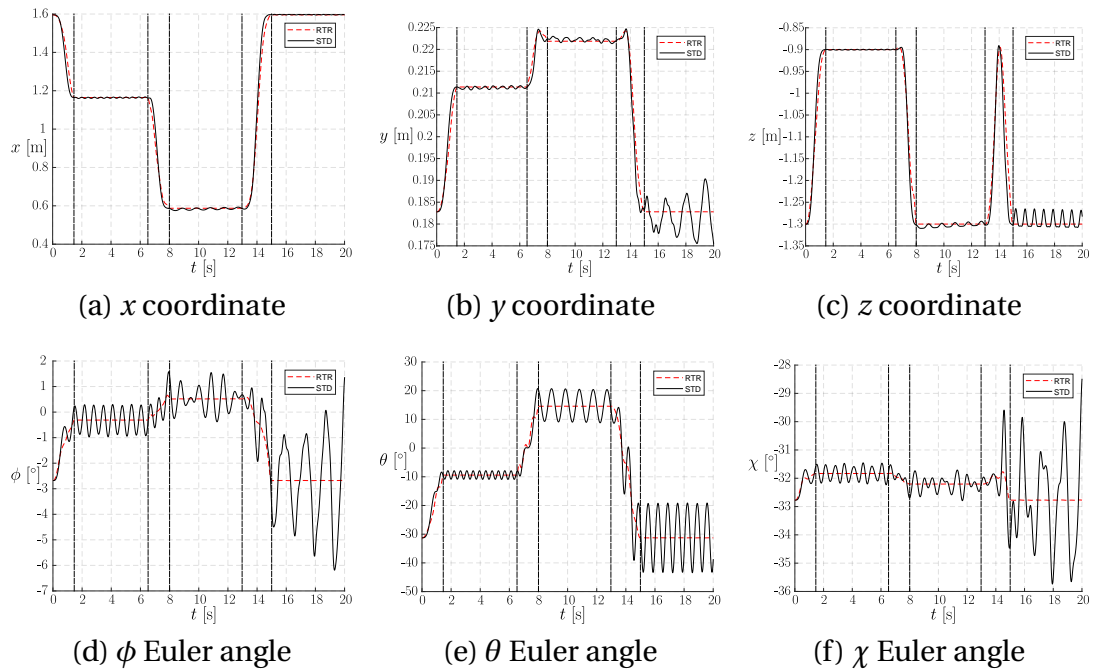 1.6
1.4
1.2
1
0.8
0.6
0.4
x [m]
RTR
STD
0 2 4 6 8 10 12 14 16 18 20
t [s]
(a) x coordinate
0.225
0.22
0.215
0.21
0.205
0.2
0.195
0.19
0.185
0.18
0.175
y [m]
RTR
STD
0 2 4 6 8 10 12 14 16 18 20
t [s]
(b) y coordinate
-0.85
-0.9
-0.95
-1
-1.05
-1.1
-1.15
-1.2
-1.25
-1.3
-1.35
z [m]
RTR
STD
0 2 4 6 8 10 12 14 16 18 20
t [s]
(c) z coordinate
2
1
0
-1
-2
-3
-4
-5
-6
-7
ϕ [°]
RTR
STD
0 2 4 6 8 10 12 14 16 18 20
t [s]
(d) ϕ Euler angle
30
20
10
0
-10
-20
-30
-40
-50
θ [°]
RTR
STD
0 2 4 6 8 10 12 14 16 18 20
t [s]
(e) θ Euler angle
-28
-29
-30
-31
-32
-33
-34
-35
-36
χ [°]
RTR
STD
0 2 4 6 8 10 12 14 16 18 20
t [s]
(f) χ Euler angle